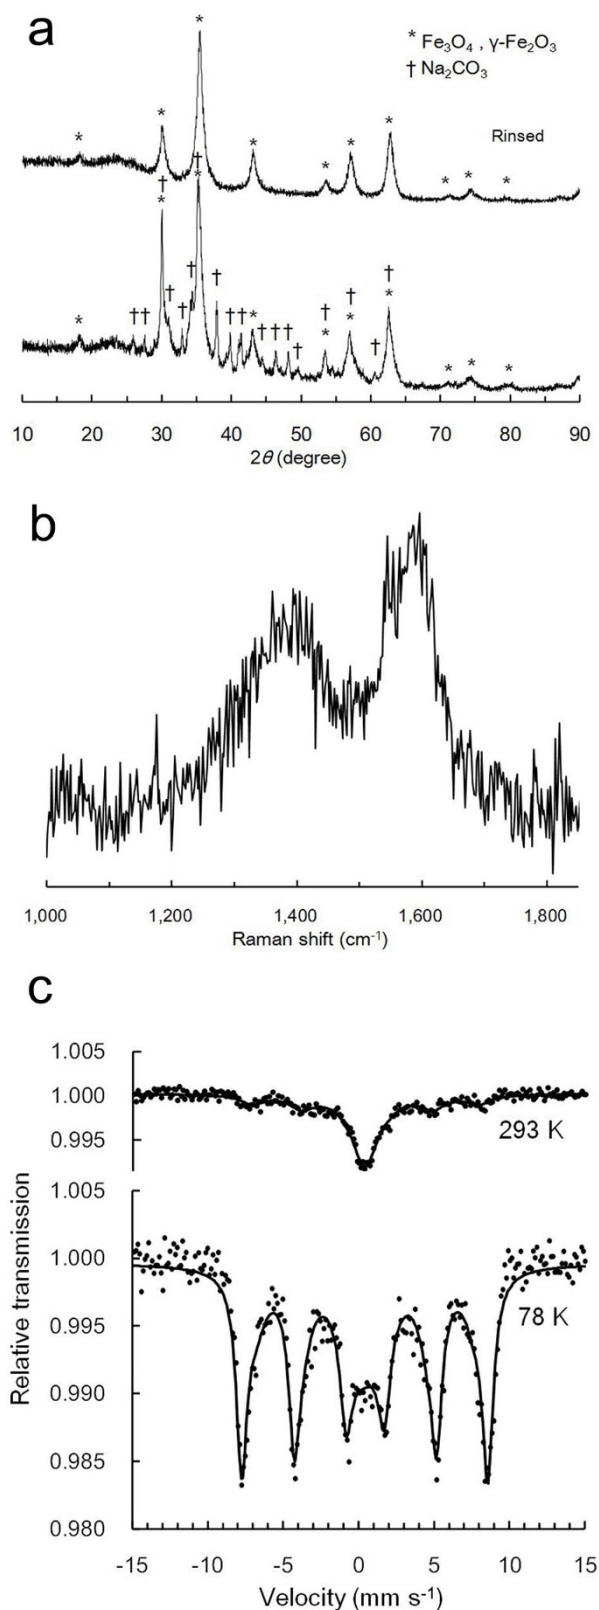 a
* Fe₃O₄ , γ-Fe₂O₃
† Na₂CO₃
Rinsed
* * * * * * * * * *
† † † † † † † † † † † † † † † † † †
* * * * * * * * * *
10 20 30 40 50 60 70 80 90
2θ (degree)
b
1,000 1,200 1,400 1,600 1,800
Raman shift (cm⁻¹)
c
1.005
1.000
0.995
293 K
1.005
1.000
0.995
78 K
0.990
0.985
0.980
Relative transmission
-15 -10 -5 0 5 10 15
Velocity (mm s⁻¹)